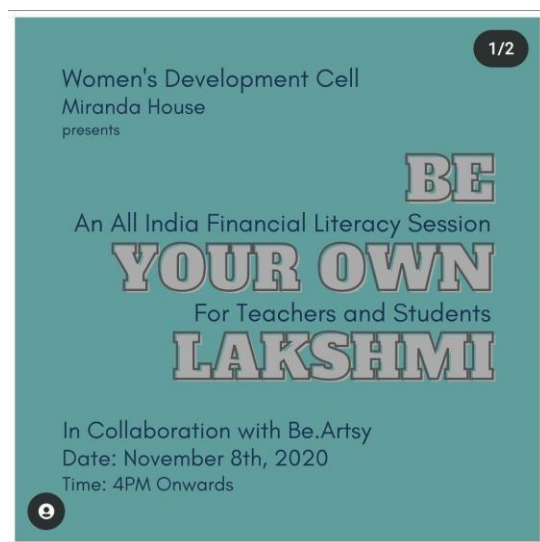 1/2
Women's Development Cell
Miranda House
presents
BE
An All India Financial Literacy Session
YOUR OWN
For Teachers and Students
LAKSHMI
In Collaboration with Be.Artsy
Date: November 8th, 2020
Time: 4PM Onwards